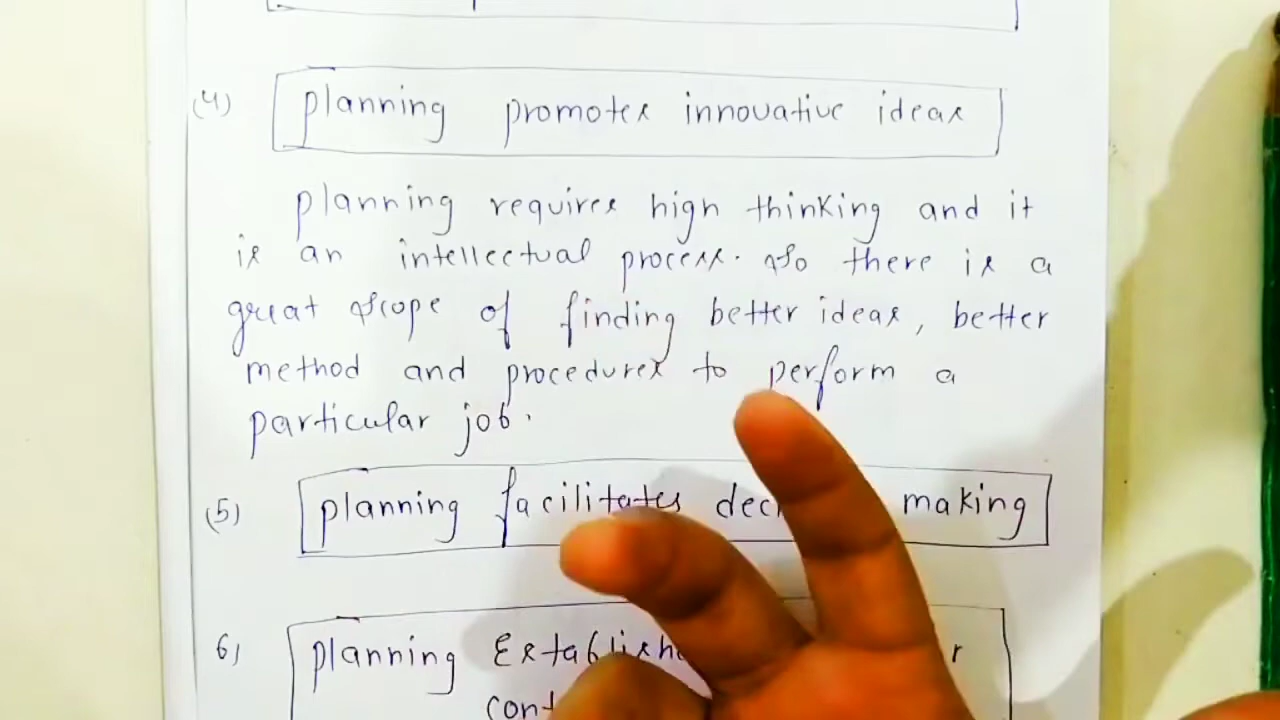 (4) planning promotes innovative ideas
planning requires high thinking and it
is an intellectual process. So there is a
great scope of finding better ideas, better
method and procedures to perform a
particular job.
(5) planning facilitates making
6) planning